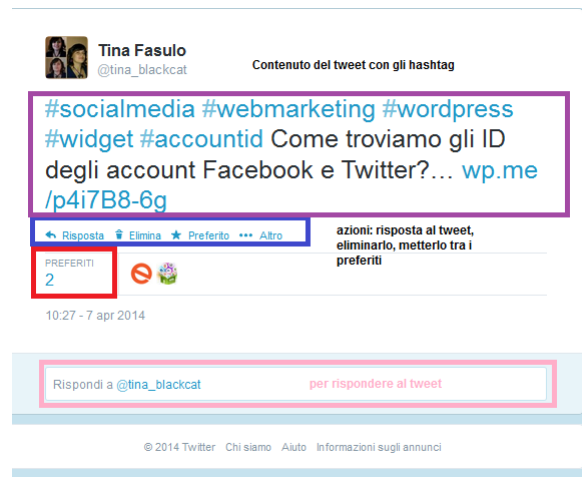 Tina Fasulo
@tina_blackcat
Contenuto del tweet con gli hashtag
#socialmedia #webmarketing #wordpress
#widget #accountid Come troviamo gli ID
degli account Facebook e Twitter?... wp.me
/p4i7B8-6g
Risposta Elimina Preferito ••• Altro
azioni: risposta al tweet,
eliminarlo, metterlo tra i
preferiti
PREFERITI
2
10:27 - 7 apr 2014
Rispondi a @tina_blackcat
per rispondere al tweet
© 2014 Twitter Chi siamo Aiuto Informazioni sugli annunci